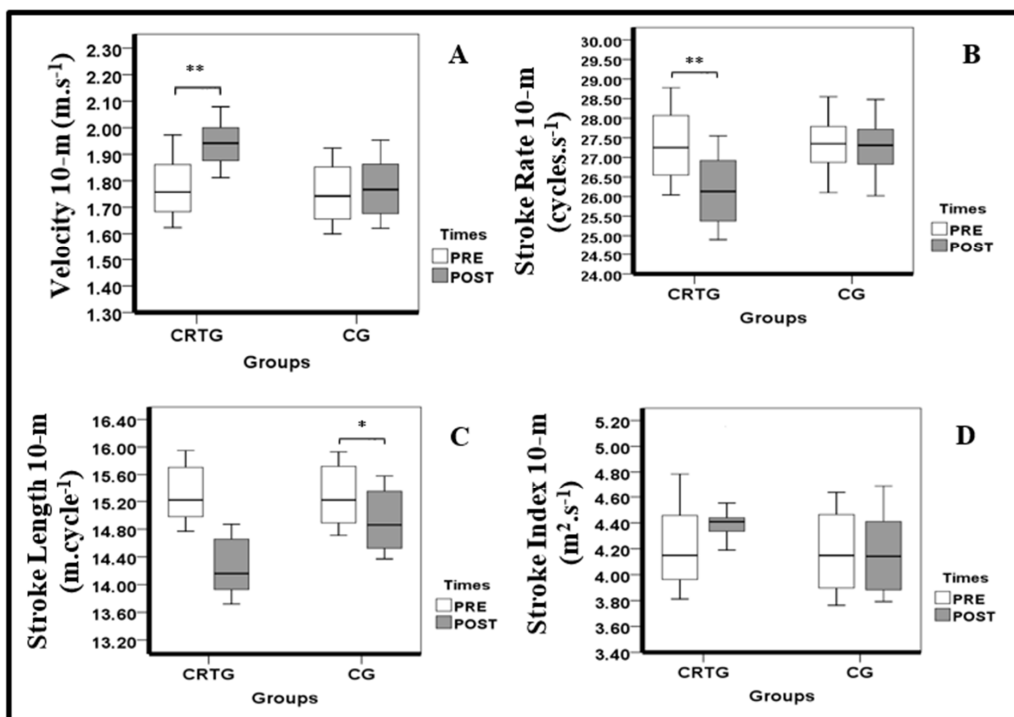 A
Velocity 10-m (m.s-1)
2.30
2.20
2.10
2.00
1.90
1.80
1.70
1.60
1.50
1.40
1.30
**
CRTG
CG
Groups
Times
PRE
POST
B
Stroke Rate 10-m
(cycles.s-1)
30.00
29.50
29.00
28.50
28.00
27.50
27.00
26.50
26.00
25.50
25.00
24.50
24.00
**
CRTG
CG
Groups
Times
PRE
POST
C
Stroke Length 10-m
(m.cycle-1)
16.40
16.00
15.60
15.20
14.80
14.40
14.00
13.60
13.20
*
CRTG
CG
Groups
Times
PRE
POST
D
Stroke Index 10-m
(m2.s-1)
5.20
5.00
4.80
4.60
4.40
4.20
4.00
3.80
3.60
3.40
CRTG
CG
Groups
Times
PRE
POST